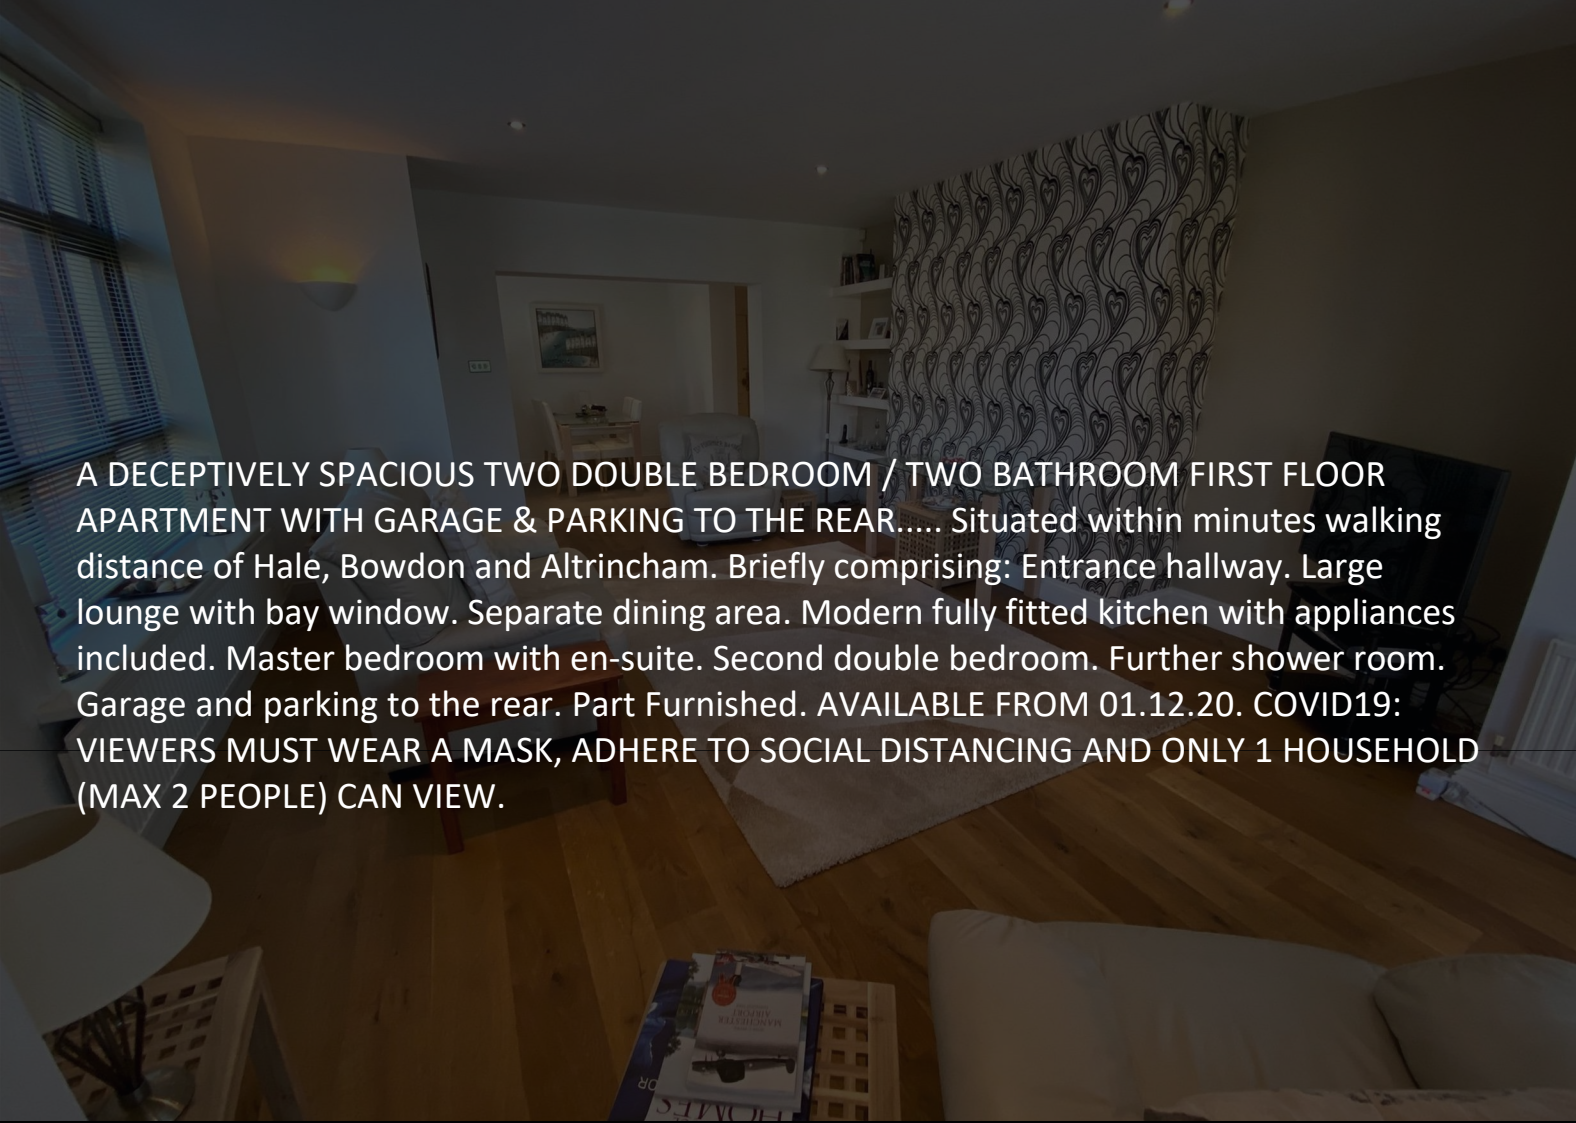 A DECEPTIVELY SPACIOUS TWO DOUBLE BEDROOM / TWO BATHROOM FIRST FLOOR
APARTMENT WITH GARAGE & PARKING TO THE REAR..... Situated within minutes walking
distance of Hale, Bowdon and Altrincham. Briefly comprising: Entrance hallway. Large
lounge with bay window. Separate dining area. Modern fully fitted kitchen with appliances
included. Master bedroom with en-suite. Second double bedroom. Further shower room.
Garage and parking to the rear. Part Furnished. AVAILABLE FROM 01.12.20. COVID19:
VIEWERS MUST WEAR A MASK, ADHERE TO SOCIAL DISTANCING AND ONLY 1 HOUSEHOLD
(MAX 2 PEOPLE) CAN VIEW.
MANCHESTER
AIRPORT
HOMES